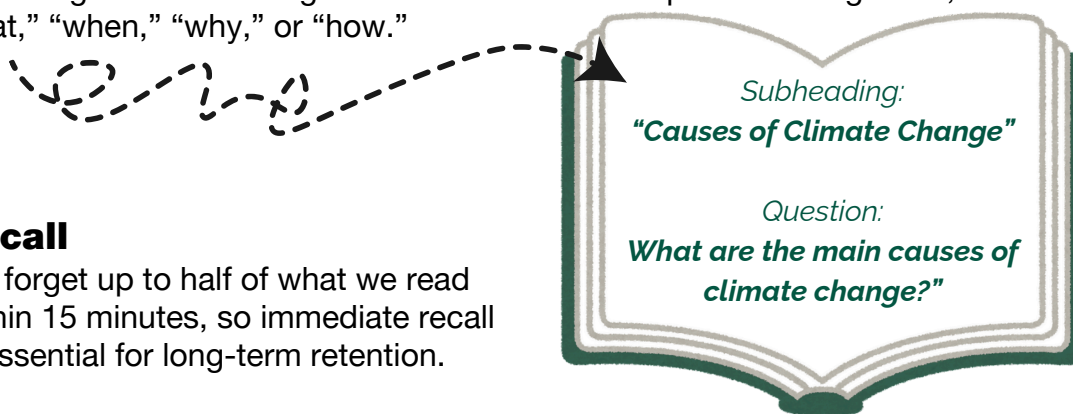 at,” “when,” “why,” or “how.”
Subheading:
“Causes of Climate Change”
Question:
What are the main causes of
climate change?”
call
forget up to half of what we read
hin 15 minutes, so immediate recall
ssential for long-term retention.